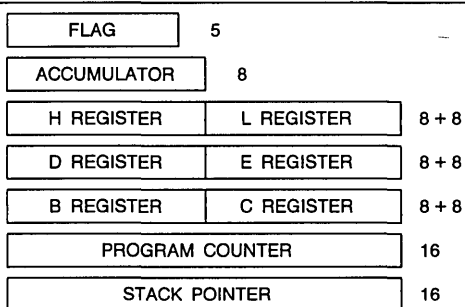 FLAG 5
ACCUMULATOR 8
H REGISTER L REGISTER 8 + 8
D REGISTER E REGISTER 8 + 8
B REGISTER C REGISTER 8 + 8
PROGRAM COUNTER 16
STACK POINTER 16